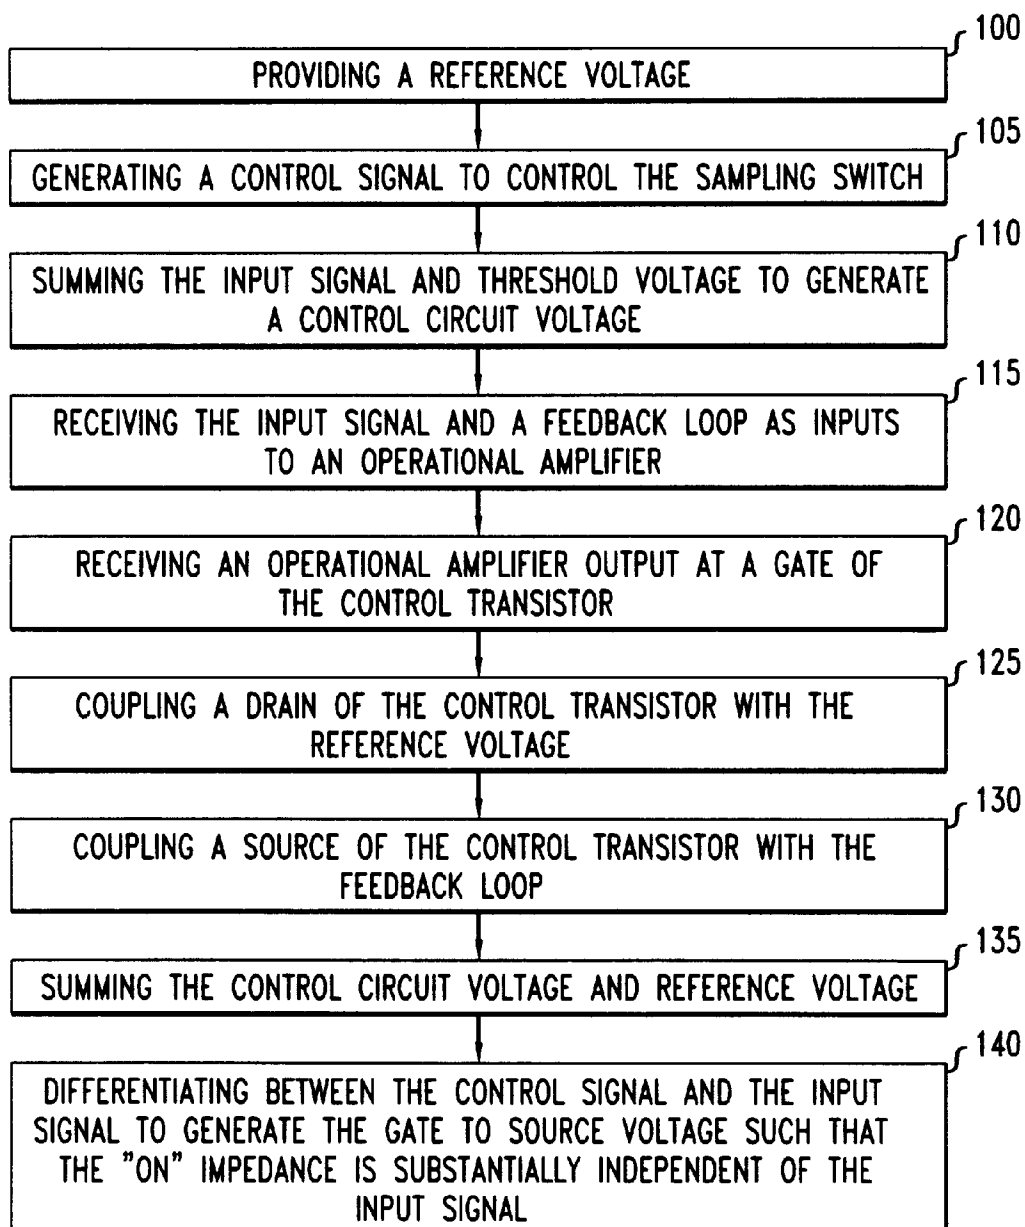 100
PROVIDING A REFERENCE VOLTAGE
105
GENERATING A CONTROL SIGNAL TO CONTROL THE SAMPLING SWITCH
110
SUMMING THE INPUT SIGNAL AND THRESHOLD VOLTAGE TO GENERATE
A CONTROL CIRCUIT VOLTAGE
115
RECEIVING THE INPUT SIGNAL AND A FEEDBACK LOOP AS INPUTS
TO AN OPERATIONAL AMPLIFIER
120
RECEIVING AN OPERATIONAL AMPLIFIER OUTPUT AT A GATE OF
THE CONTROL TRANSISTOR
125
COUPLING A DRAIN OF THE CONTROL TRANSISTOR WITH THE
REFERENCE VOLTAGE
130
COUPLING A SOURCE OF THE CONTROL TRANSISTOR WITH THE
FEEDBACK LOOP
135
SUMMING THE CONTROL CIRCUIT VOLTAGE AND REFERENCE VOLTAGE
140
DIFFERENTIATING BETWEEN THE CONTROL SIGNAL AND THE INPUT
SIGNAL TO GENERATE THE GATE TO SOURCE VOLTAGE SUCH THAT
THE "ON" IMPEDANCE IS SUBSTANTIALLY INDEPENDENT OF THE
INPUT SIGNAL